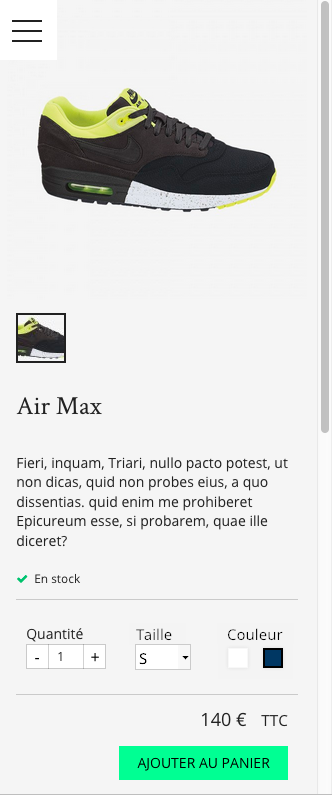 Air Max
Fieri, inquam, Triari, nullo pacto potest, ut
non dicas, quid non probes eius, a quo
dissentias. quid enim me prohiberet
Epicureum esse, si probarem, quae ille
diceret?
En stock
Quantité Taille Couleur
- 1 + S
140 € TTC
AJOUTER AU PANIER